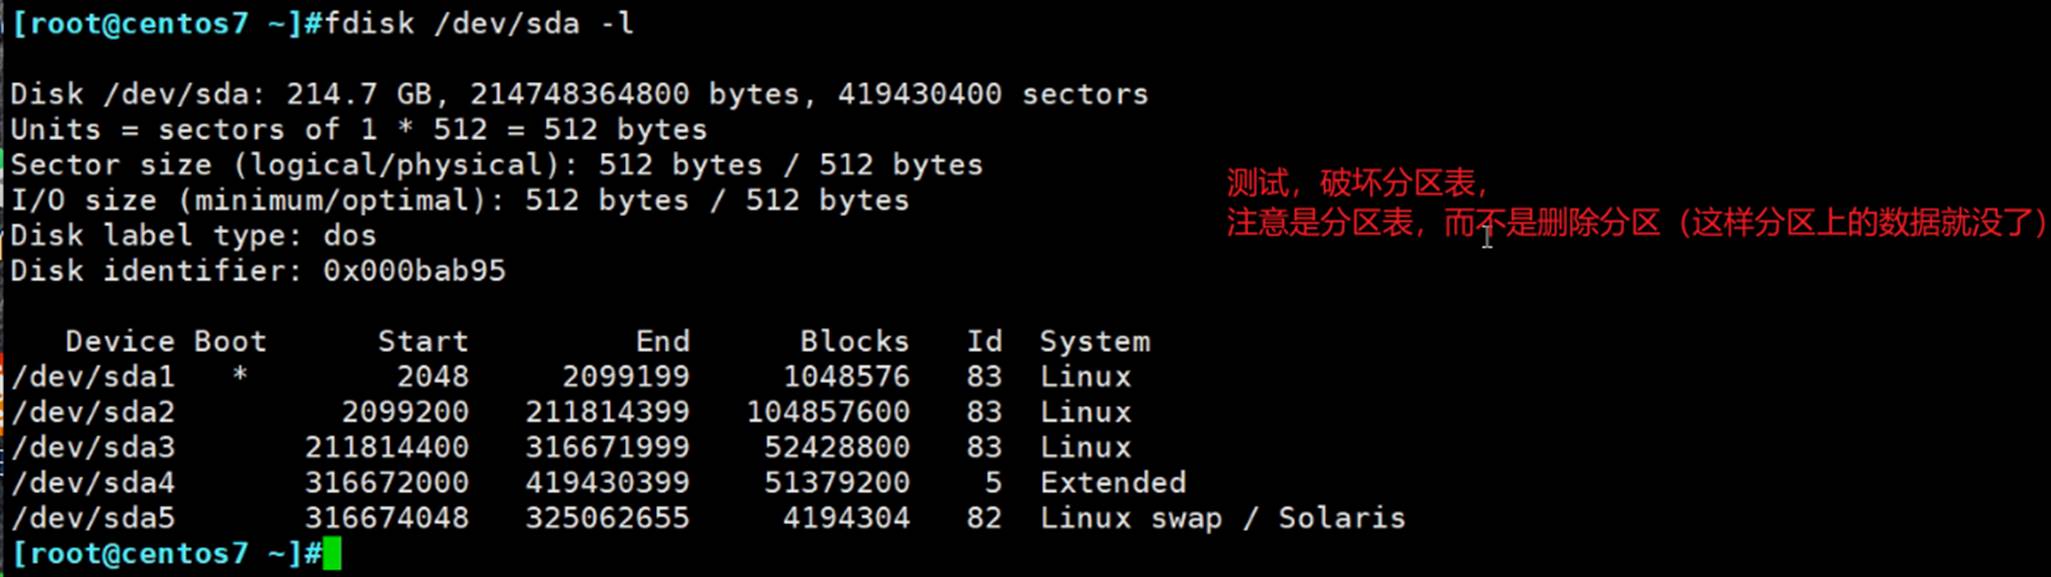 [root@centos7 ~]#fdisk /dev/sda -l
Disk /dev/sda: 214.7 GB, 214748364800 bytes, 419430400 sectors
Units = sectors of 1 * 512 = 512 bytes
Sector size (logical/physical): 512 bytes / 512 bytes
I/O size (minimum/optimal): 512 bytes / 512 bytes
Disk label type: dos
Disk identifier: 0x000bab95
测试，破坏分区表，
注意是分区表，而不是删除分区（这样分区上的数据就没了）
Device Boot Start End Blocks Id System
/dev/sda1 * 2048 2099199 1048576 83 Linux
/dev/sda2 2099200 211814399 104857600 83 Linux
/dev/sda3 211814400 316671999 52428800 83 Linux
/dev/sda4 316672000 419430399 51379200 5 Extended
/dev/sda5 316674048 325062655 4194304 82 Linux swap / Solaris
[root@centos7 ~]#